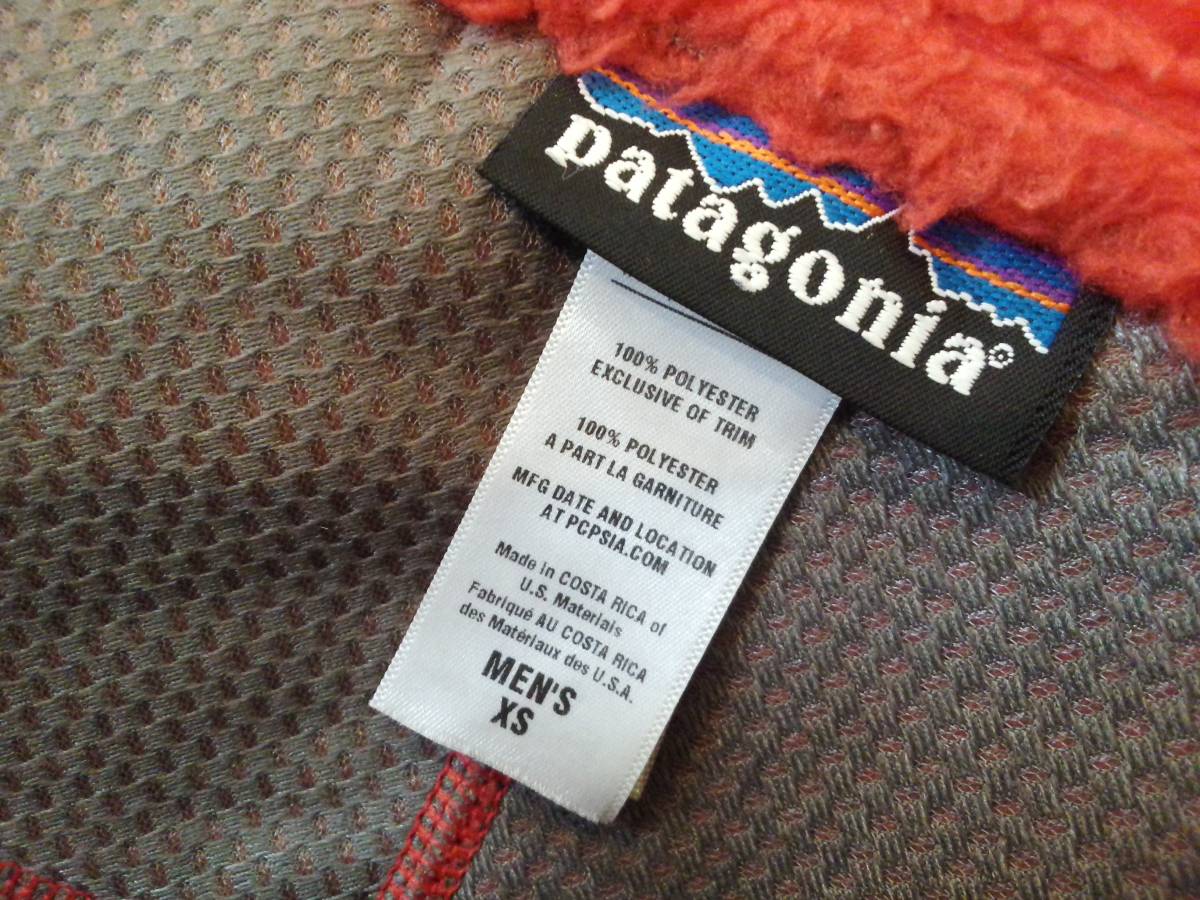 patagonia®
100% POLYESTER
EXCLUSIVE OF TRIM
100% POLYESTER
A PART LA GARNITURE
MFG DATE AND LOCATION
AT PCPSIA.COM
Made in COSTA RICA of
U.S. Materials
Fabriqué AU COSTA RICA
des Matériaux des U.S.A.
MEN'S
XS